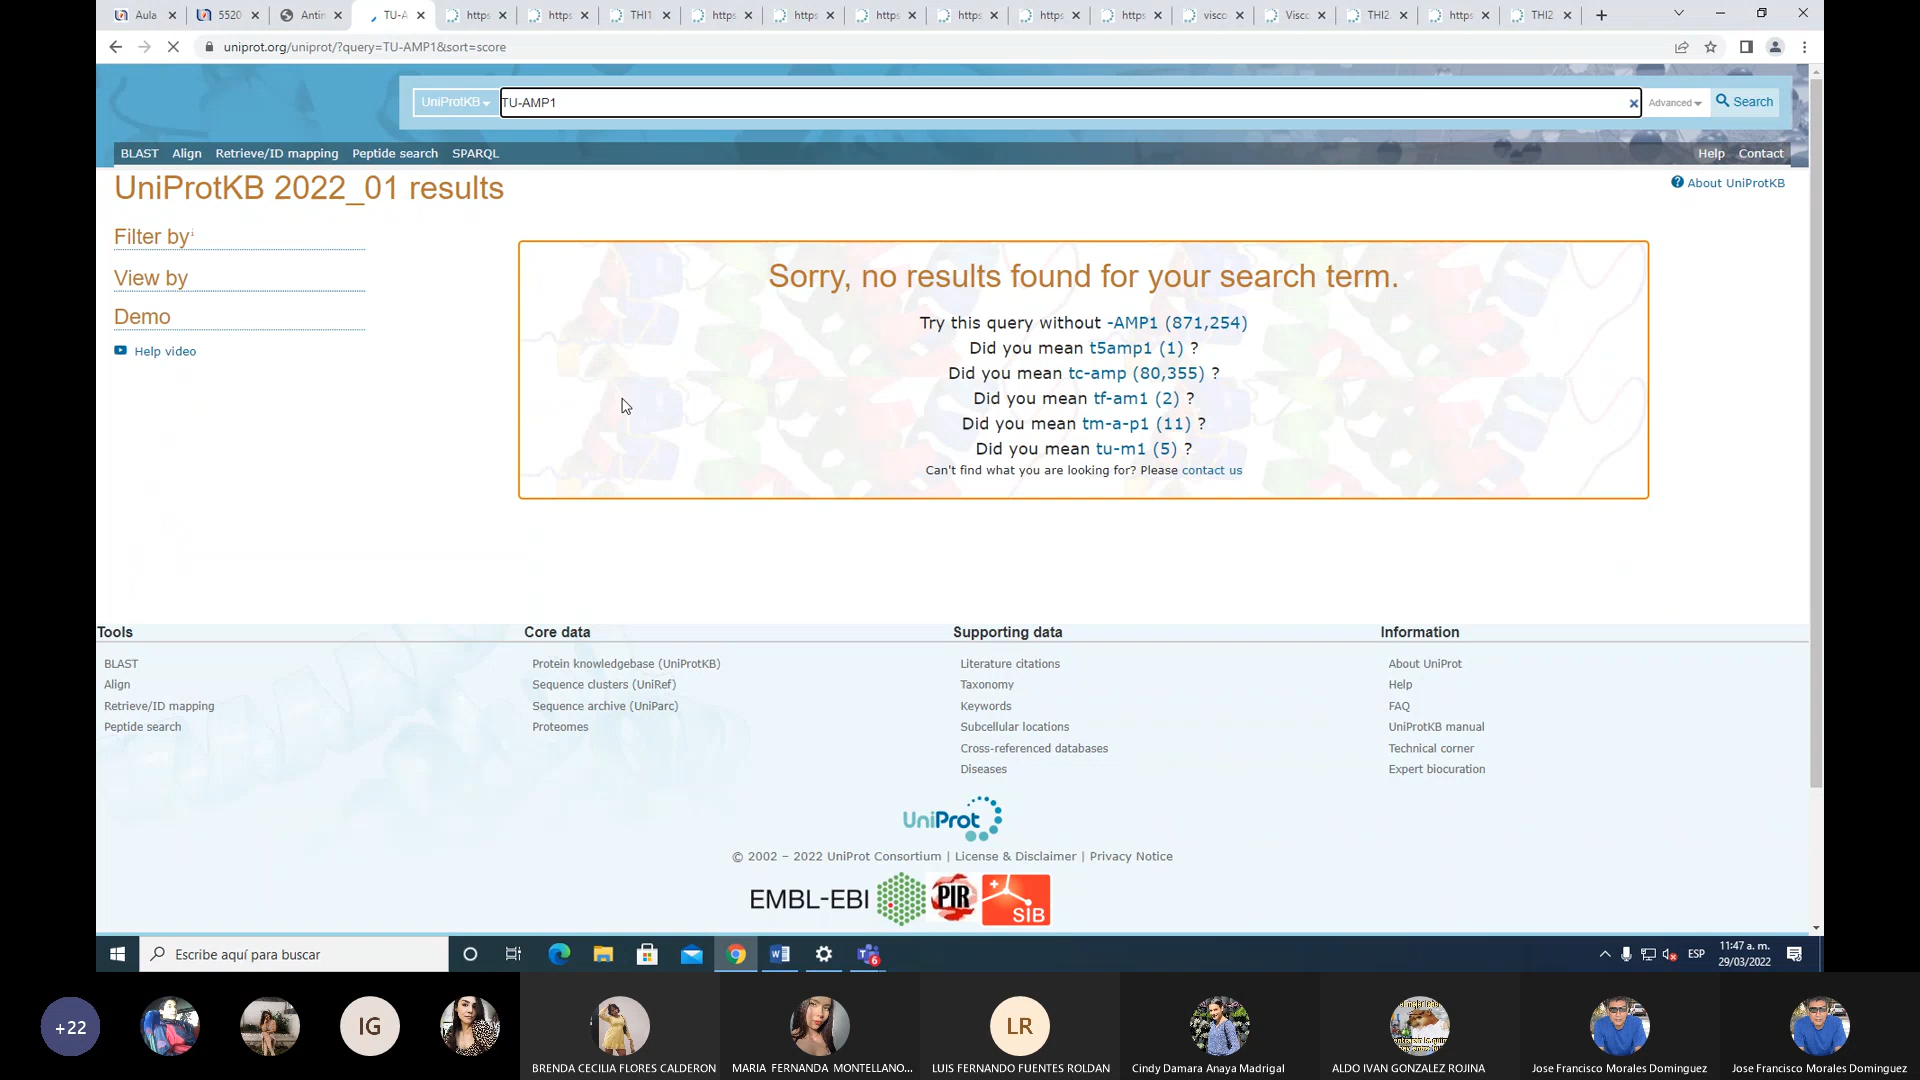 Aula
5520
Antin
TU-A
https
https
THI1
https
https
https
https
https
https
visco
Visco
THI2
https
THI2
uniprot.org/uniprot/?query=TU-AMP1&sort=score
UniProtKB
TU-AMP1
Advanced
Search
BLAST Align Retrieve/ID mapping Peptide search SPARQL
Help Contact
UniProtKB 2022_01 results
About UniProtKB
Filter by i
View by
Demo
Help video
Sorry, no results found for your search term.
Try this query without -AMP1 (871,254)
Did you mean t5amp1 (1) ?
Did you mean tc-amp (80,355) ?
Did you mean tf-am1 (2) ?
Did you mean tm-a-p1 (11) ?
Did you mean tu-m1 (5) ?
Can't find what you are looking for? Please contact us
Tools
BLAST
Align
Retrieve/ID mapping
Peptide search
Core data
Protein knowledgebase (UniProtKB)
Sequence clusters (UniRef)
Sequence archive (UniParc)
Proteomes
Supporting data
Literature citations
Taxonomy
Keywords
Subcellular locations
Cross-referenced databases
Diseases
Information
About UniProt
Help
FAQ
UniProtKB manual
Technical corner
Expert biocuration
UniProt
© 2002 – 2022 UniProt Consortium | License & Disclaimer | Privacy Notice
EMBL-EBI
PIR
SIB
Escribe aquí para buscar
6
ESP
11:47 a. m.
29/03/2022
+22
IG
BRENDA CECILIA FLORES CALDERON
MARIA FERNANDA MONTELLANO...
LR
LUIS FERNANDO FUENTES ROLDAN
Cindy Damara Anaya Madrigal
ALDO IVAN GONZALEZ ROJINA
Jose Francisco Morales Dominguez
Jose Francisco Morales Dominguez